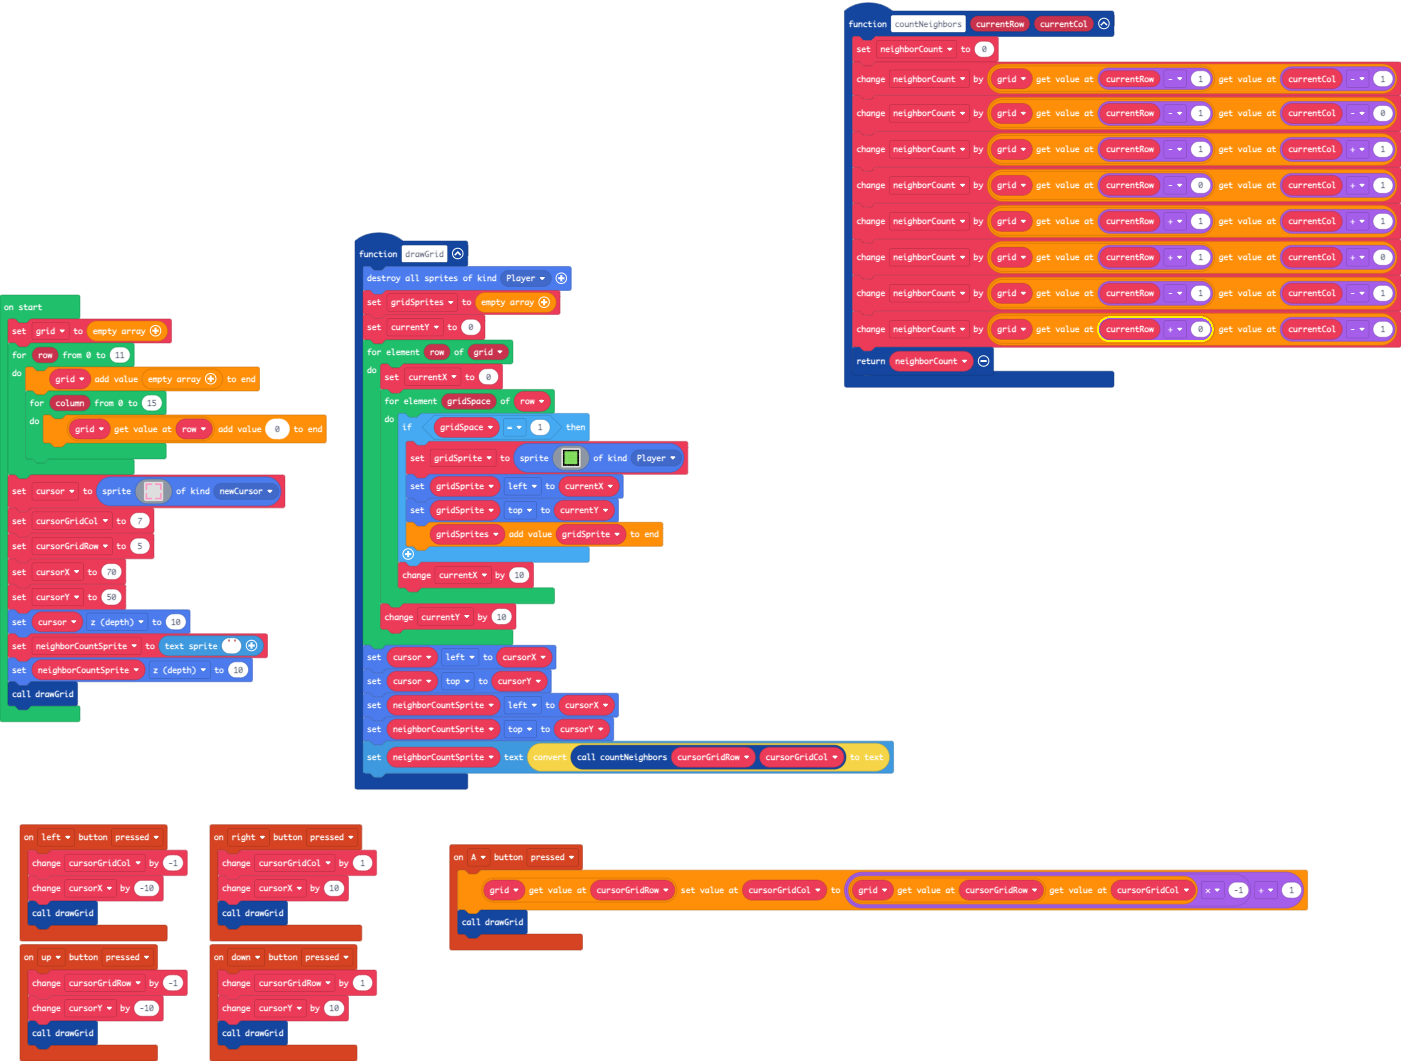 function countNeighbors currentRow currentCol
set neighborCount to 0
change neighborCount by grid get value at currentRow - 1 get value at currentCol - 1
change neighborCount by grid get value at currentRow - 1 get value at currentCol - 0
change neighborCount by grid get value at currentRow - 1 get value at currentCol + 1
change neighborCount by grid get value at currentRow - 0 get value at currentCol + 1
change neighborCount by grid get value at currentRow + 1 get value at currentCol + 1
change neighborCount by grid get value at currentRow + 1 get value at currentCol + 0
change neighborCount by grid get value at currentRow - 1 get value at currentCol - 1
change neighborCount by grid get value at currentRow + 0 get value at currentCol - 1
return neighborCount
function drawGrid
destroy all sprites of kind Player
set gridSprites to empty array
set currentY to 0
for element row of grid
do set currentX to 0
for element gridSpace of row
do if gridSpace = 1 then
set gridSprite to sprite of kind Player
set gridSprite left to currentX
set gridSprite top to currentY
gridSprites add value gridSprite to end
change currentX by 10
change currentY by 10
set cursor left to cursorX
set cursor top to cursorY
set neighborCountSprite left to cursorX
set neighborCountSprite top to cursorY
set neighborCountSprite text convert call countNeighbors cursorGridRow cursorGridCol to text
on start
set grid to empty array
for row from 0 to 11
do grid add value empty array to end
for column from 0 to 15
do grid get value at row add value 0 to end
set cursor to sprite of kind newCursor
set cursorGridCol to 7
set cursorGridRow to 5
set cursorX to 70
set cursorY to 50
set cursor z (depth) to 10
set neighborCountSprite to text sprite " "
set neighborCountSprite z (depth) to 10
call drawGrid
on left button pressed
change cursorGridCol by -1
change cursorX by -10
call drawGrid
on right button pressed
change cursorGridCol by 1
change cursorX by 10
call drawGrid
on up button pressed
change cursorGridRow by -1
change cursorY by -10
call drawGrid
on down button pressed
change cursorGridRow by 1
change cursorY by 10
call drawGrid
on A button pressed
grid get value at cursorGridRow set value at cursorGridCol to grid get value at cursorGridRow get value at cursorGridCol × -1 + 1
call drawGrid